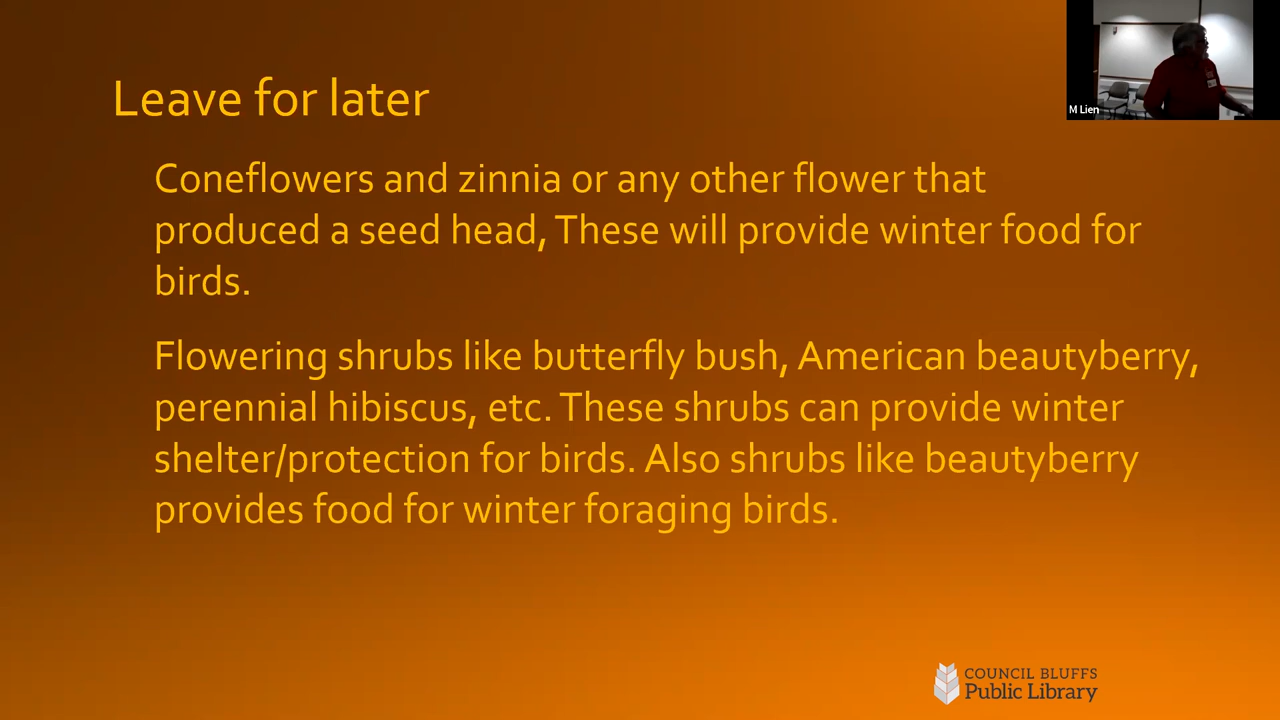 Leave for later
Coneflowers and zinnia or any other flower that
produced a seed head, These will provide winter food for
birds.
Flowering shrubs like butterfly bush, American beautyberry,
perennial hibiscus, etc. These shrubs can provide winter
shelter/protection for birds. Also shrubs like beautyberry
provides food for winter foraging birds.
M Lien
COUNCIL BLUFFS
Public Library